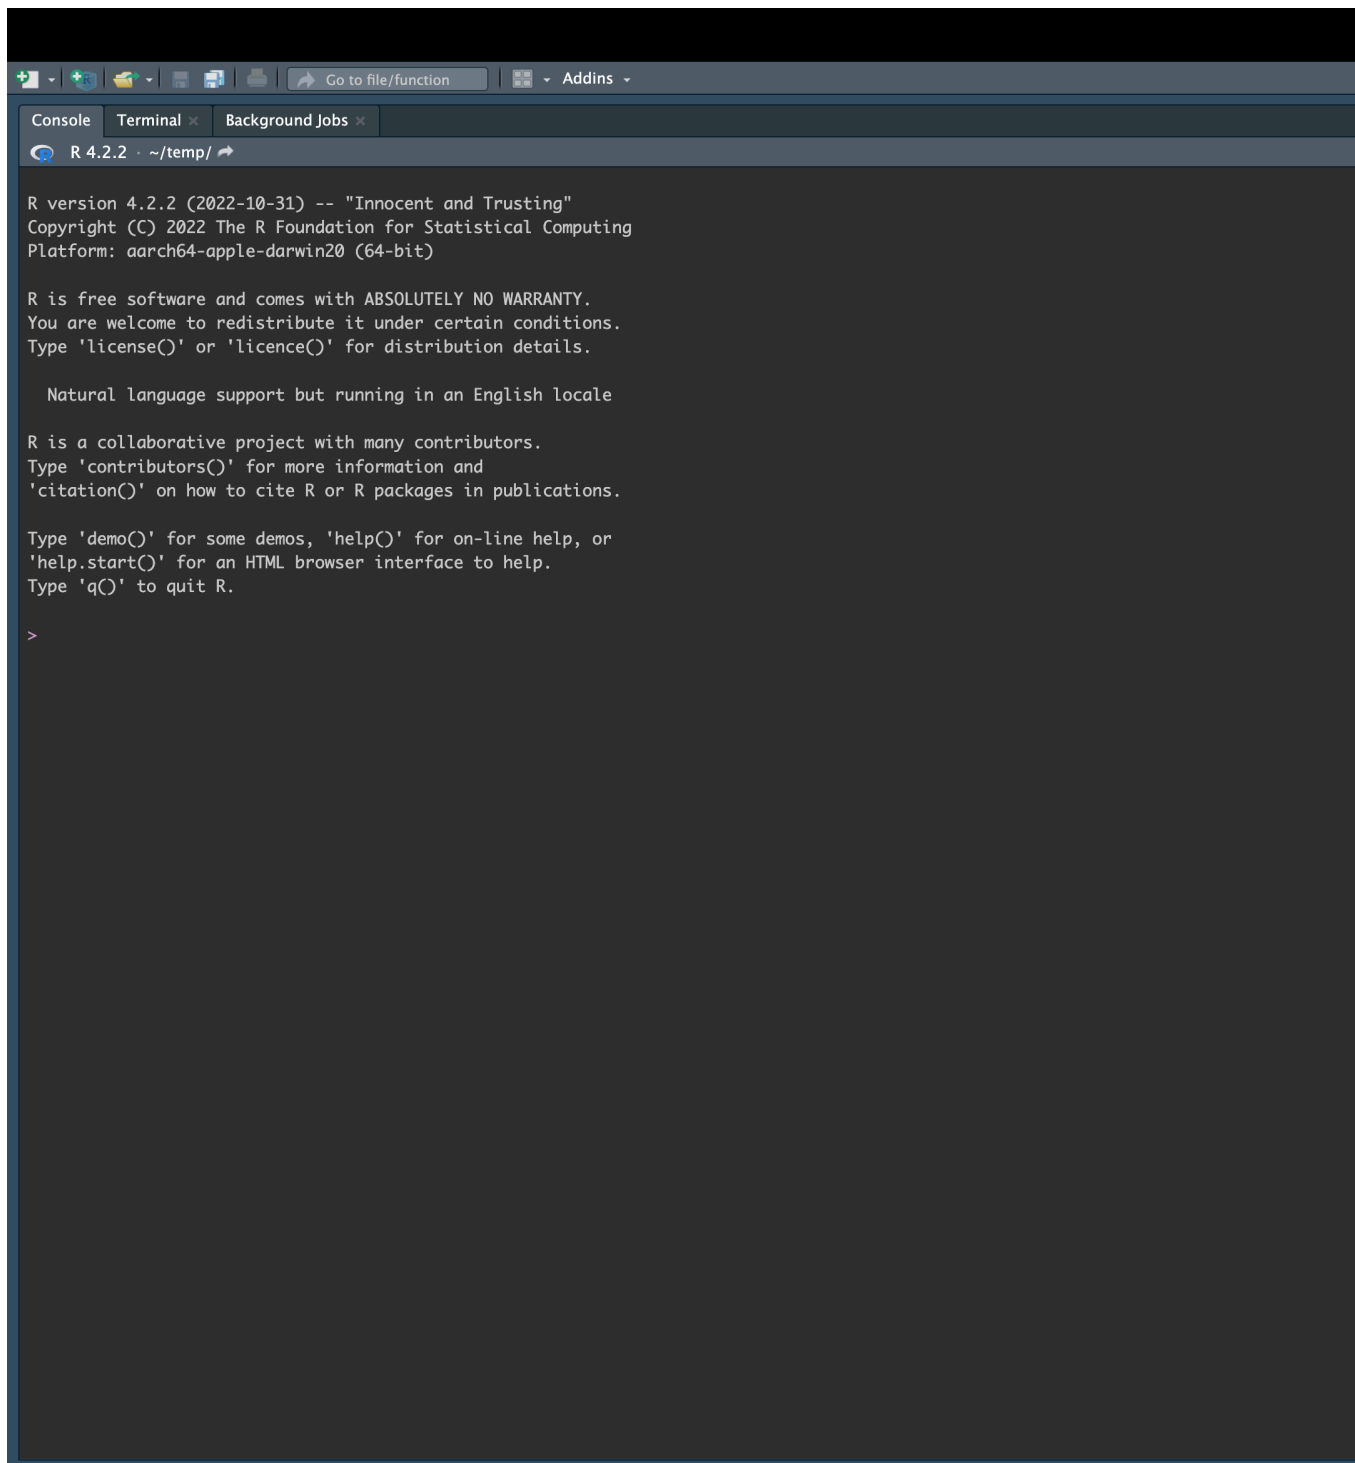 Go to file/function Addins
Console Terminal Background Jobs
R 4.2.2 · ~/temp/
R version 4.2.2 (2022-10-31) -- "Innocent and Trusting"
Copyright (C) 2022 The R Foundation for Statistical Computing
Platform: aarch64-apple-darwin20 (64-bit)
R is free software and comes with ABSOLUTELY NO WARRANTY.
You are welcome to redistribute it under certain conditions.
Type 'license()' or 'licence()' for distribution details.
Natural language support but running in an English locale
R is a collaborative project with many contributors.
Type 'contributors()' for more information and
'citation()' on how to cite R or R packages in publications.
Type 'demo()' for some demos, 'help()' for on-line help, or
'help.start()' for an HTML browser interface to help.
Type 'q()' to quit R.
>